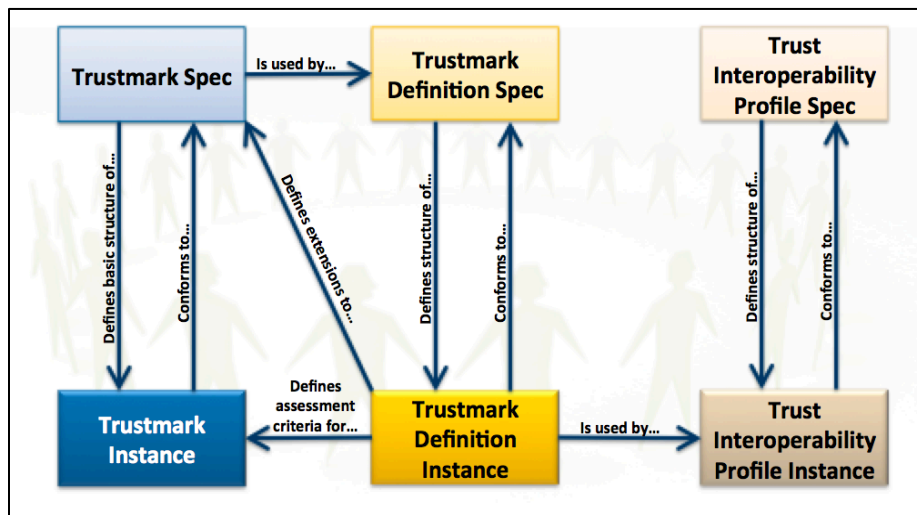 Trustmark Spec
Is used by...
Trustmark
Definition Spec
Trust
Interoperability
Profile Spec
Defines basic structure of...
Conforms to...
Defines extensions to...
Defines structure of...
Conforms to...
Defines structure of...
Conforms to...
Trustmark
Instance
Defines
assessment
criteria for...
Trustmark
Definition
Instance
Is used by...
Trust
Interoperability
Profile Instance